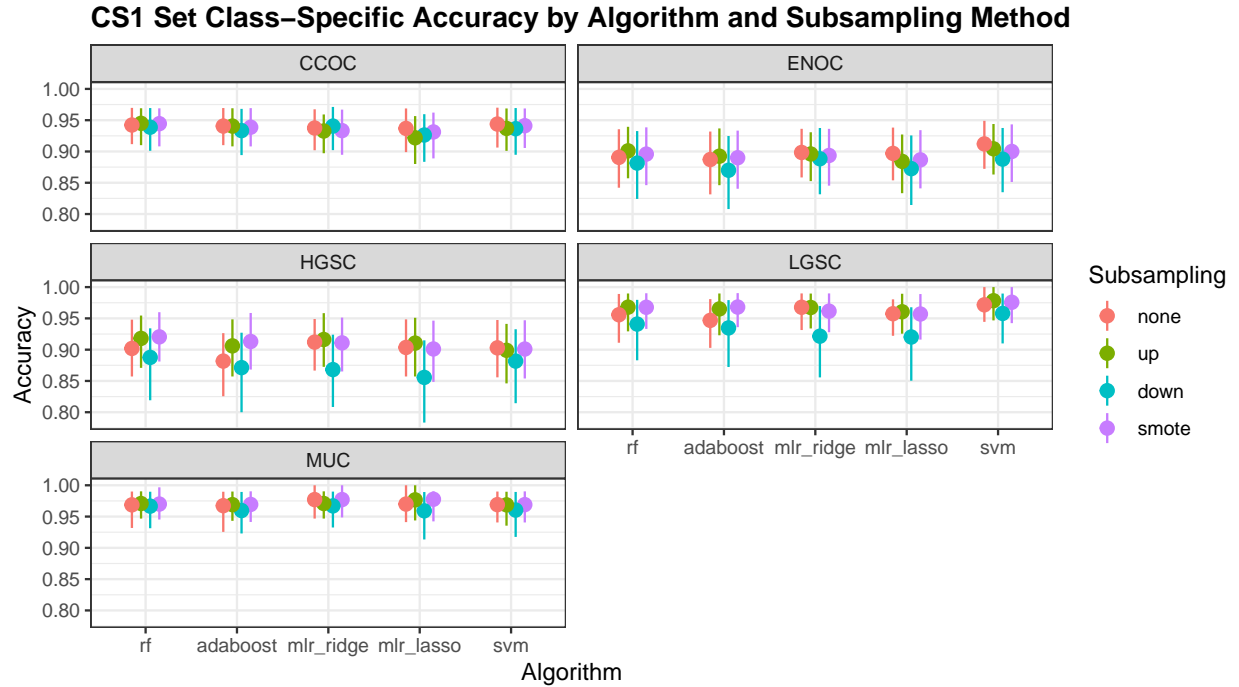 CS1 Set Class−Specific Accuracy by Algorithm and Subsampling Method
CCOC
ENOC
1.00
0.95
0.90
0.85
0.80
HGSC
LGSC
1.00
0.95
0.90
0.85
0.80
rf adaboost mlr_ridge mlr_lasso svm
MUC
1.00
0.95
0.90
0.85
0.80
rf adaboost mlr_ridge mlr_lasso svm
Algorithm
Accuracy
Subsampling
none
up
down
smote